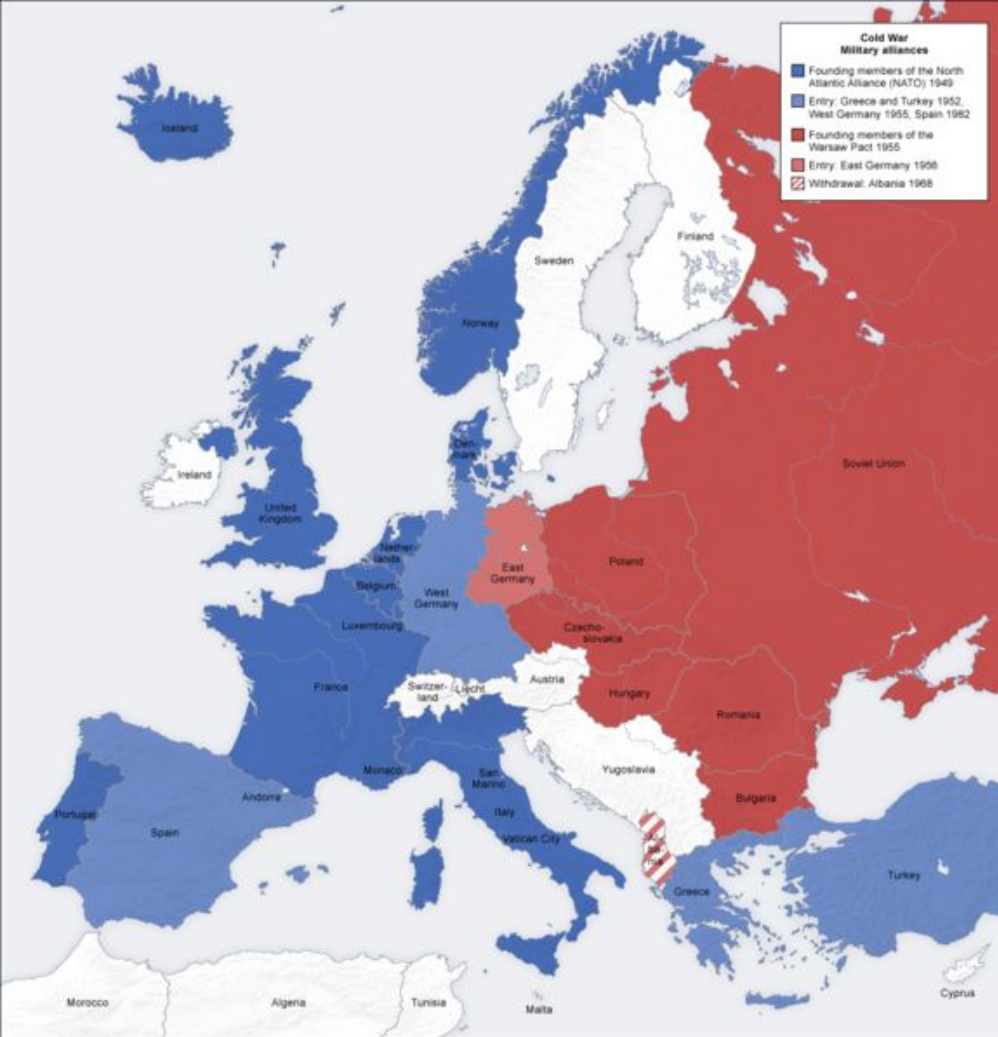 Cold War
Military alliances
Founding members of the North
Atlantic Alliance (NATO) 1949
Entry: Greece and Turkey 1952,
West Germany 1955, Spain 1982
Founding members of the
Warsaw Pact 1955
Entry: East Germany 1956
Withdrawal: Albania 1968
Iceland
Finland
Sweden
Norway
Den-
mark
Soviet Union
Ireland
United
Kingdom
Nether-
lands
Belgium
Luxembourg
West
Germany
East
Germany
Poland
Czecho-
slovakia
France
Switzer-
land
Liecht.
Austria
Hungary
Romania
Monaco
San
Marino
Yugoslavia
Bulgaria
Andorra
Portugal
Spain
Italy
Vatican City
Greece
Turkey
Morocco
Algeria
Tunisia
Malta
Cyprus